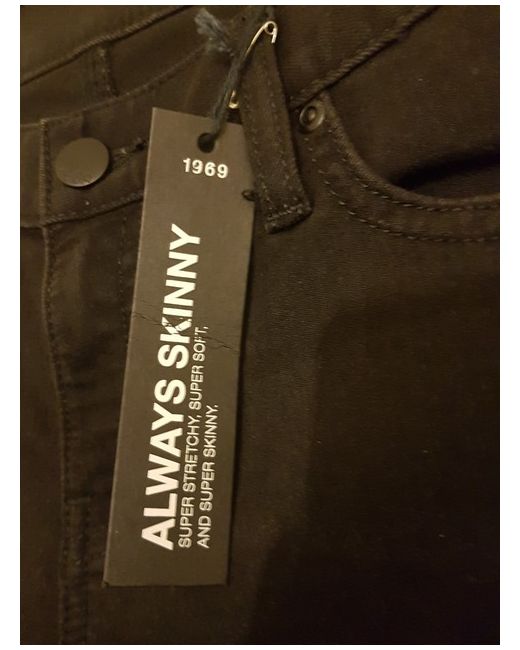 1969
ALWAYS SKINNY
SUPER STRETCHY, SUPER SOFT,
AND SUPER SKINNY.